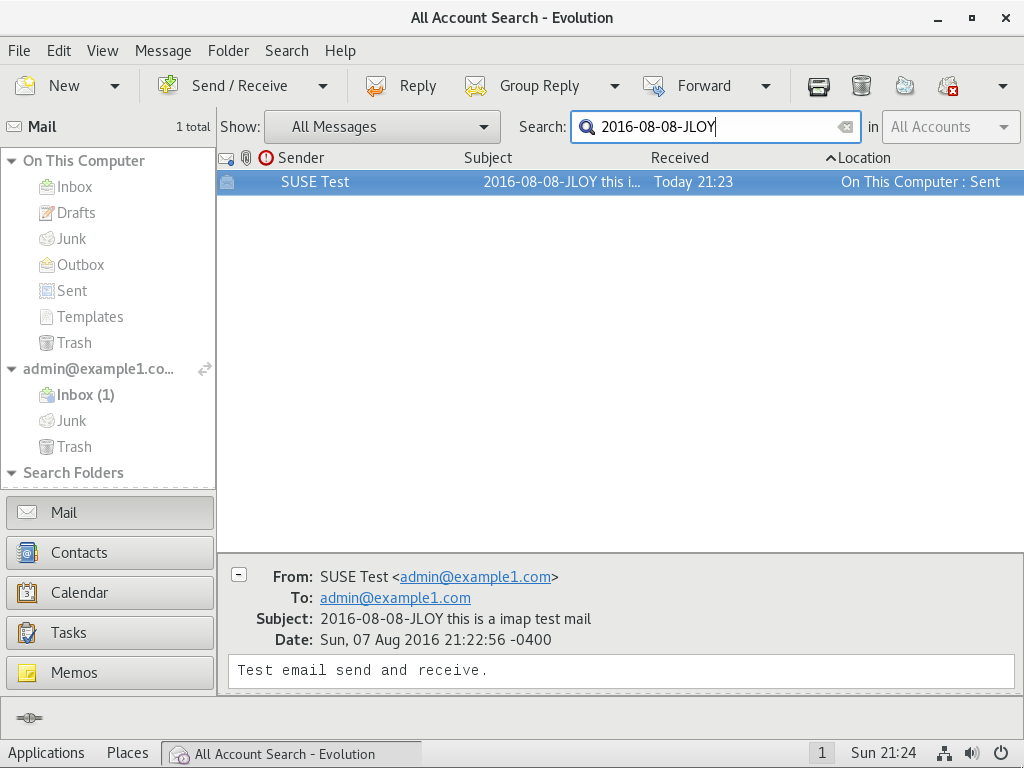 All Account Search - Evolution
File Edit View Message Folder Search Help
New Send / Receive Reply Group Reply Forward
Mail 1 total Show: All Messages Search: 2016-08-08-JLOY in All Accounts
Sender Subject Received Location
SUSE Test 2016-08-08-JLOY this i... Today 21:23 On This Computer : Sent
On This Computer
Inbox
Drafts
Junk
Outbox
Sent
Templates
Trash
admin@example1.co...
Inbox (1)
Junk
Trash
Search Folders
Mail
Contacts
Calendar
Tasks
Memos
From: SUSE Test <admin@example1.com>
To: admin@example1.com
Subject: 2016-08-08-JLOY this is a imap test mail
Date: Sun, 07 Aug 2016 21:22:56 -0400
Test email send and receive.
Applications Places All Account Search - Evolution 1 Sun 21:24